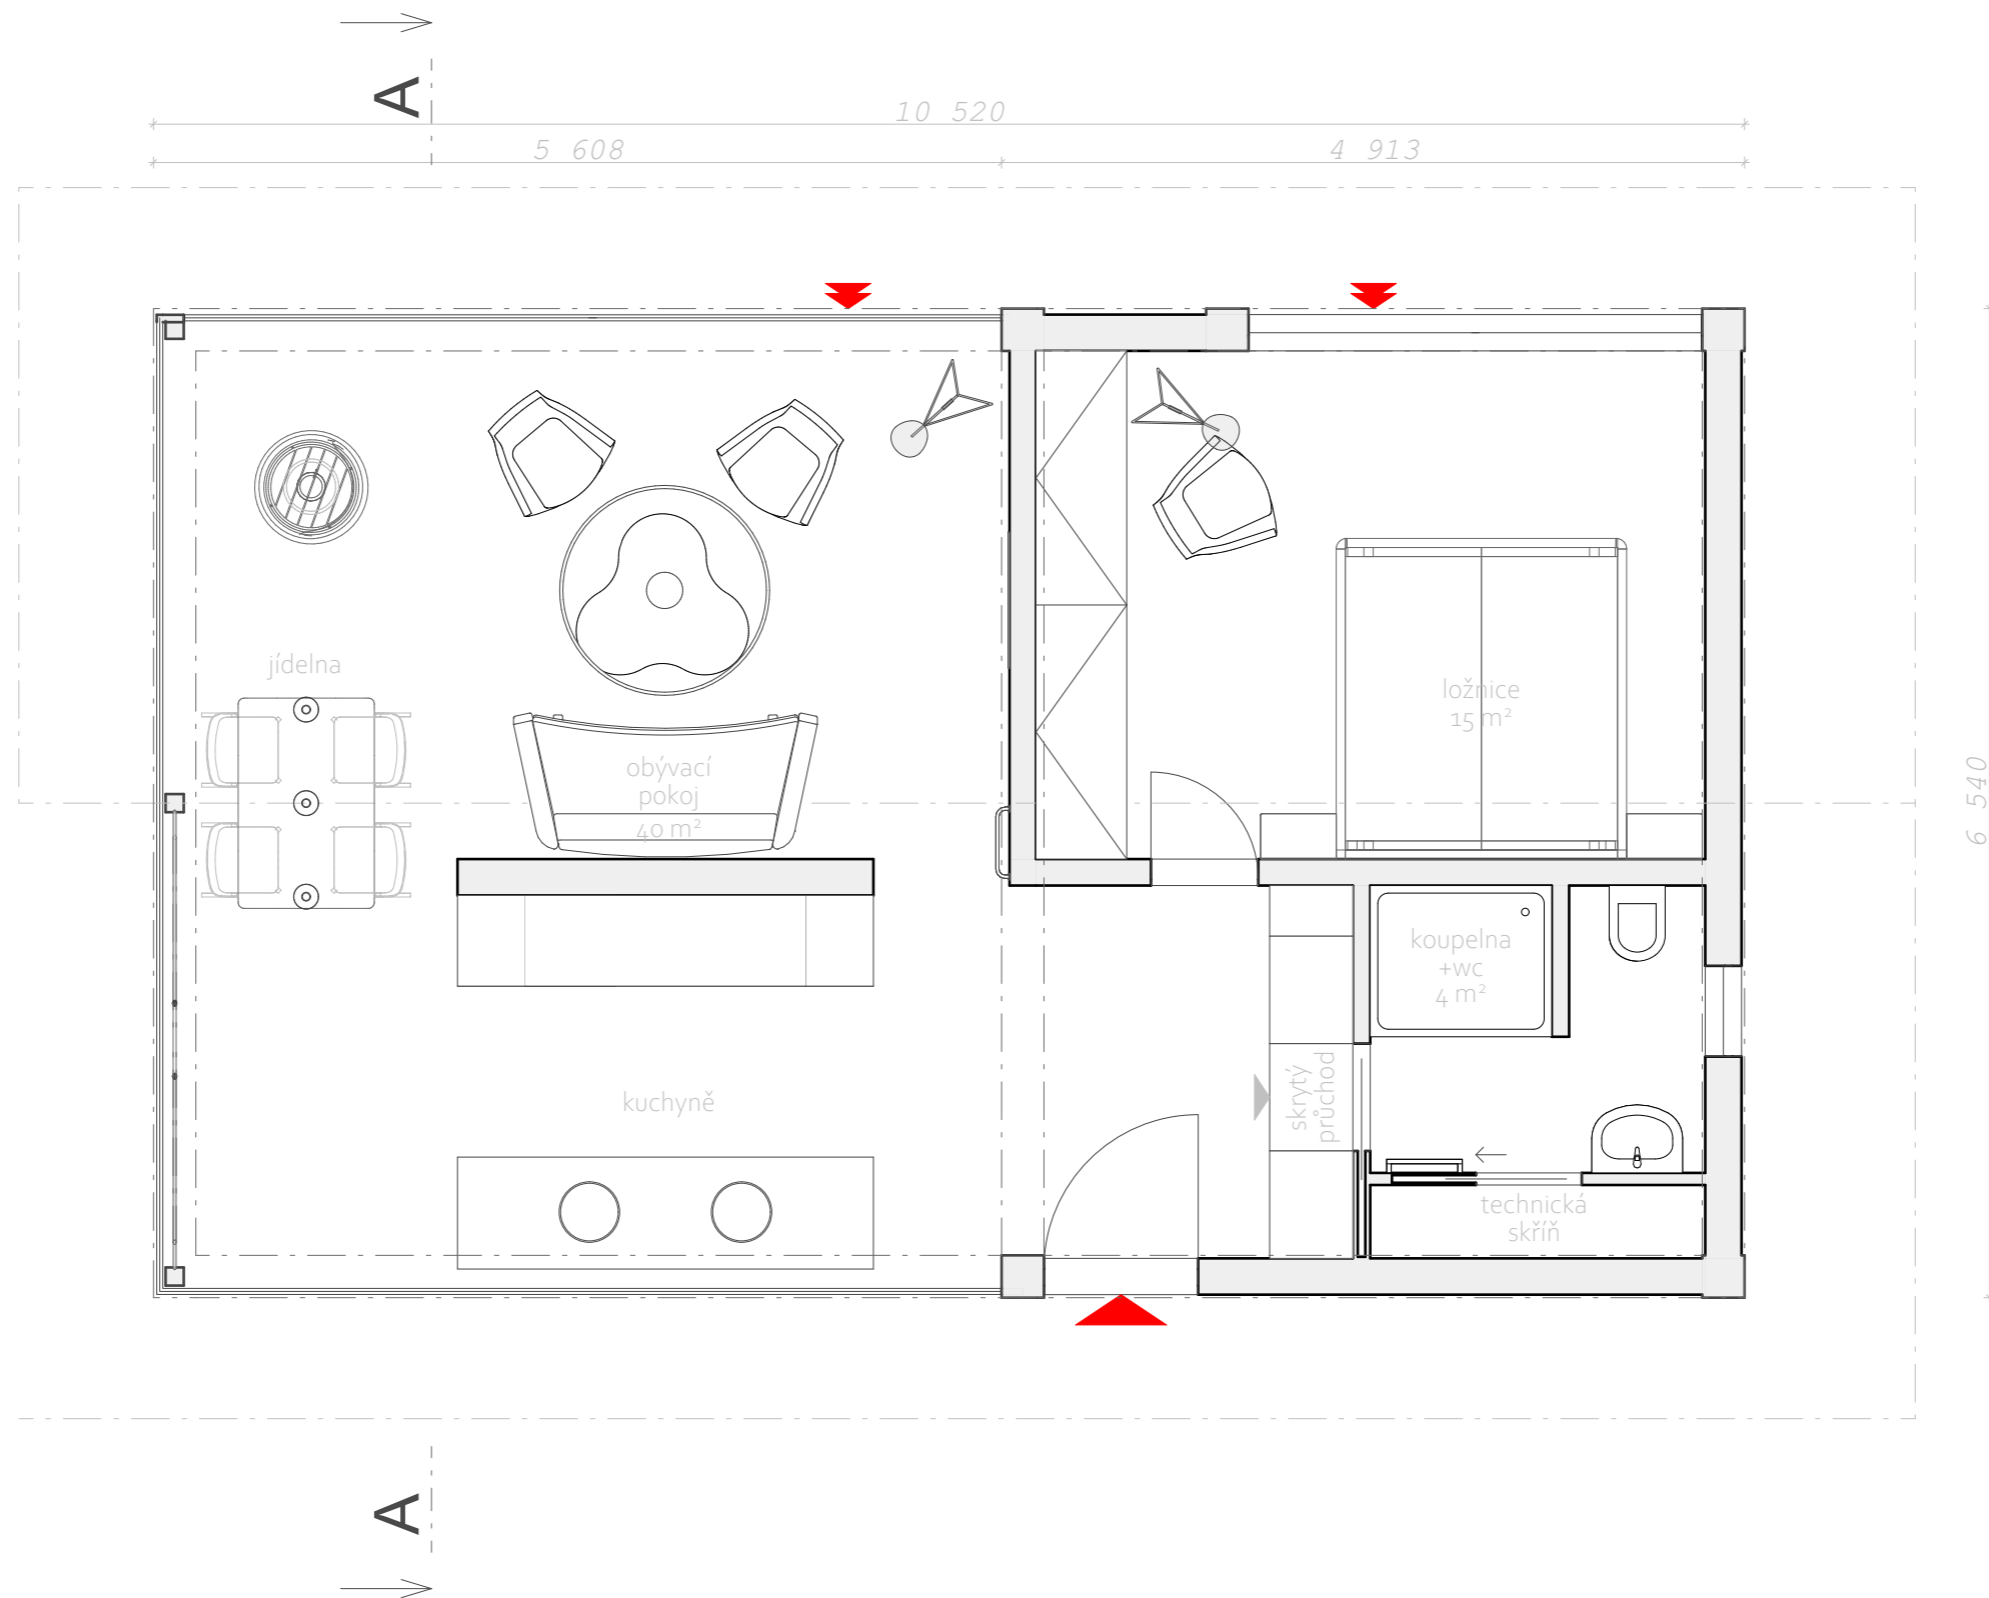 A
10 520
5 608
4 913
jídelna
obývací
pokoj
40 m²
ložnice
15 m²
6 540
koupelna
+wc
4 m²
kuchyně
skrytý
průchod
technická
skříň
A